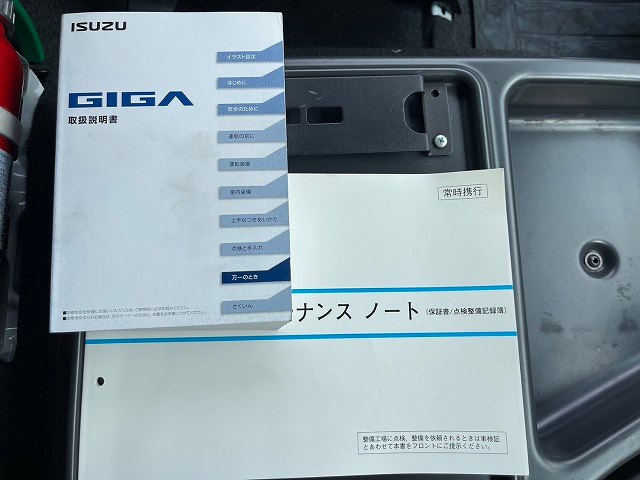 ISUZU
GIGA
取扱説明書
イラスト目次
はじめに
安全のために
運転の前に
運転装置
室内装備
上手なつきあいかた
点検と手入れ
万一のとき
さくいん
常時携行
ナンス ノート (保証書/点検整備記録簿)
整備工場に点検、整備を依頼されるときは車検証
とあわせて本書をフロントにご提示ください。